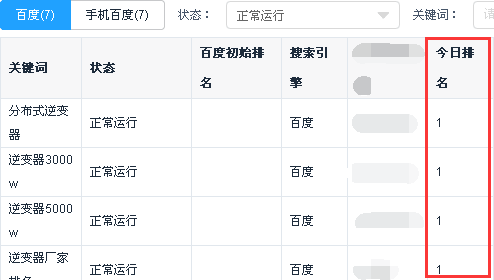 百度(7) 手机百度(7) 状态： 正常运行 关键词： 请
关键词 状态 百度初始排名 搜索引擎 今日排名
分布式逆变器 正常运行 百度 1
逆变器3000w 正常运行 百度 1
逆变器5000w 正常运行 百度 1
逆变器厂家排名 正常运行 百度 1